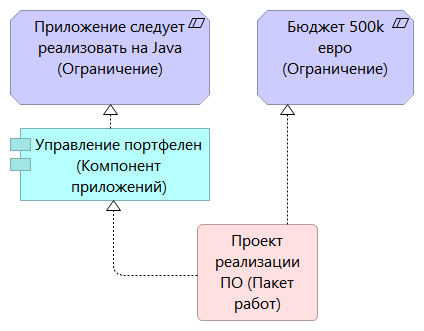 Приложение следует
реализовать на Java
(Ограничение)
Бюджет 500k
евро
(Ограничение)
Управление портфелен
(Компонент
приложений)
Проект
реализации
ПО (Пакет
работ)